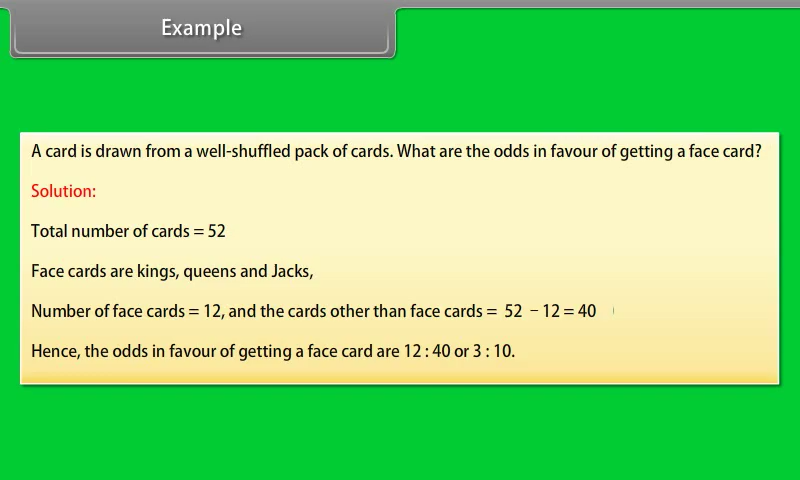 Example
A card is drawn from a well-shuffled pack of cards. What are the odds in favour of getting a face card?
Solution:
Total number of cards = 52
Face cards are kings, queens and Jacks,
Number of face cards = 12, and the cards other than face cards = 52 − 12 = 40
Hence, the odds in favour of getting a face card are 12 : 40 or 3 : 10.